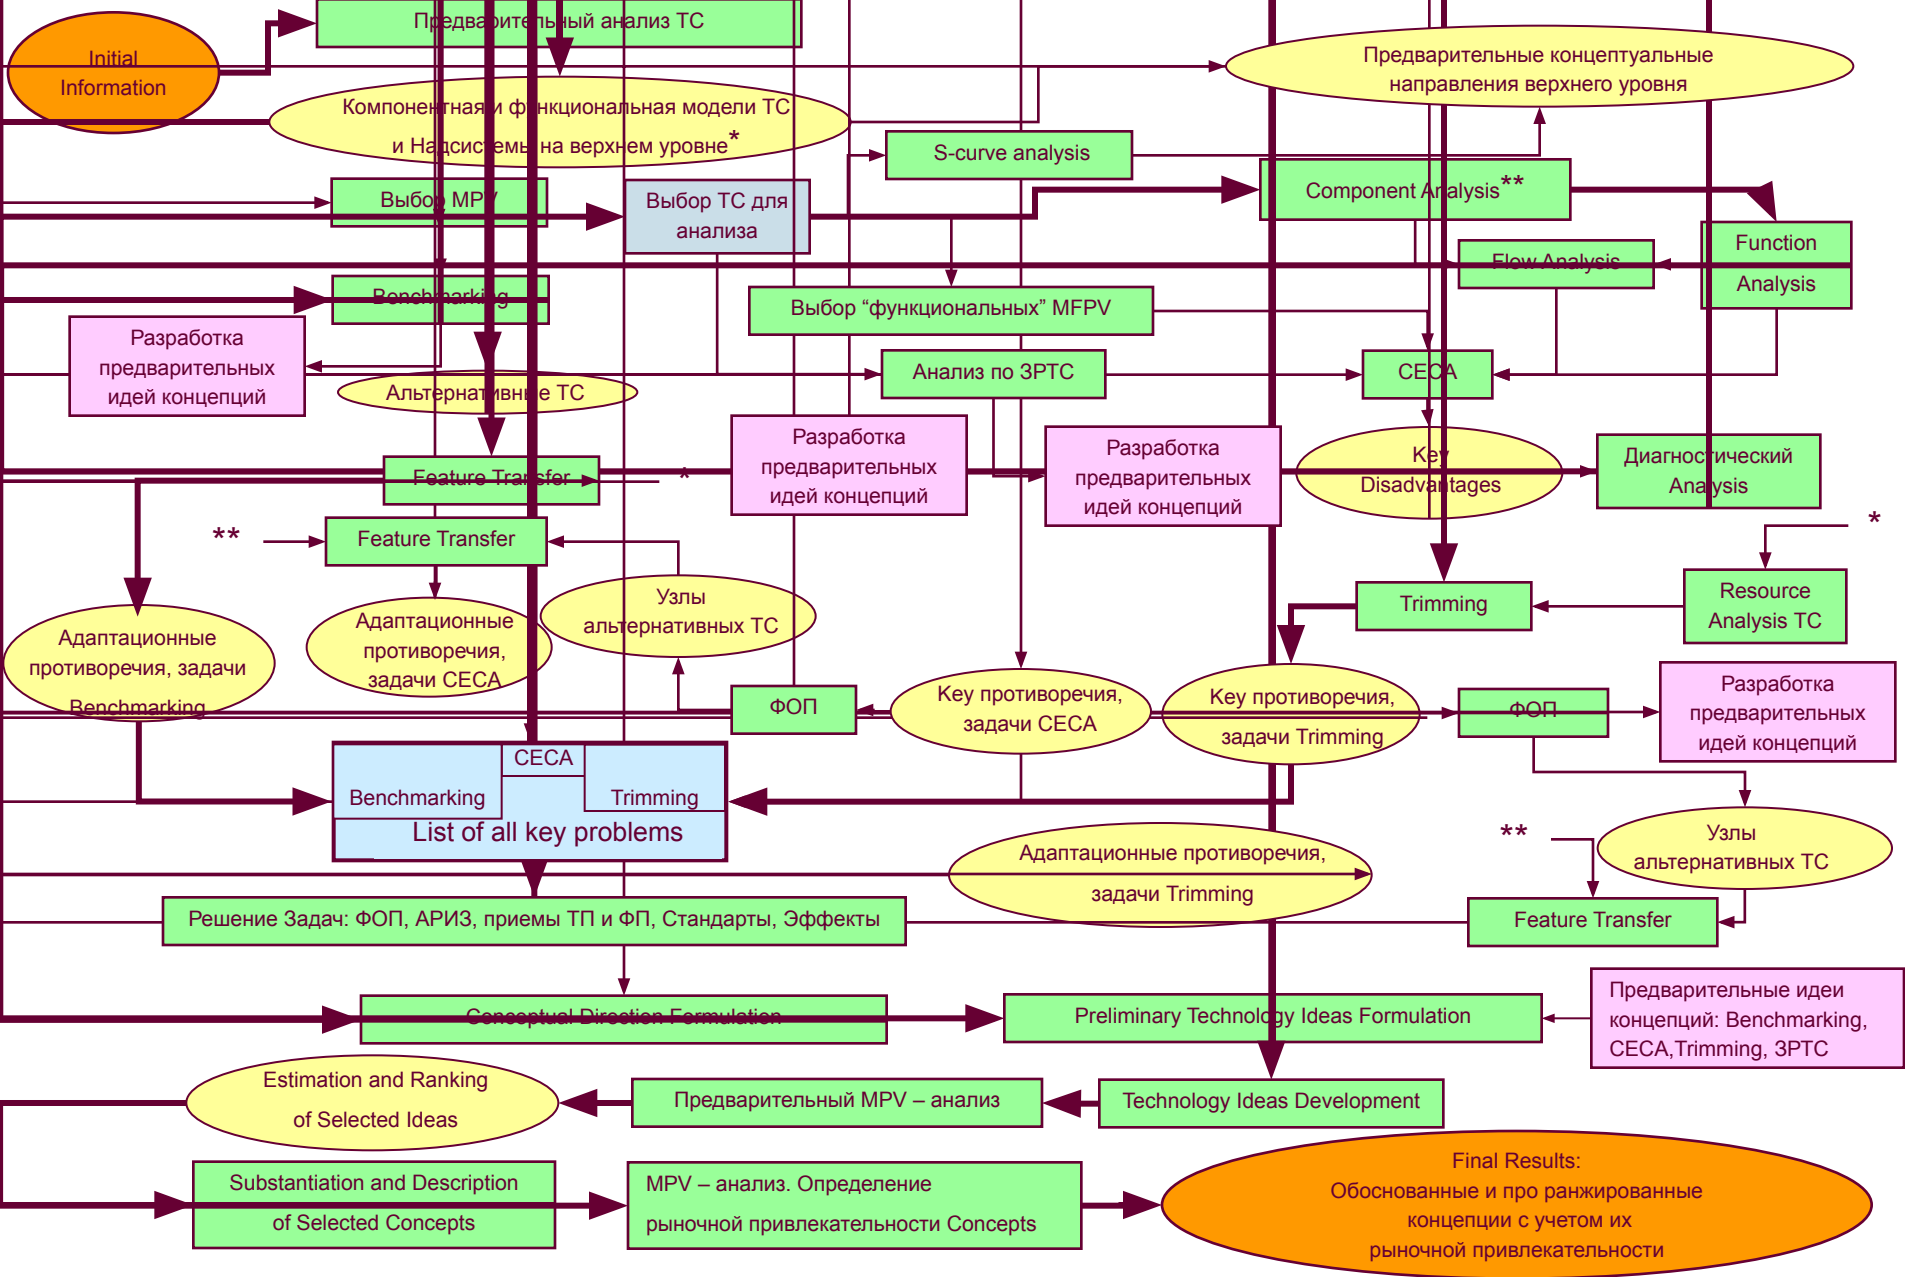 Предварительный анализ ТС
Initial
Information
Предварительные концептуальные
направления верхнего уровня
Компонентная и функциональная модели ТС
и Надсистемы на верхнем уровне*
S-curve analysis
Выбор MPV
Выбор ТС для
анализа
Component Analysis**
Function
Analysis
Flow Analysis
Benchmarking
Выбор “функциональных” MFPV
Разработка
предварительных
идей концепций
Альтернативные ТС
Анализ по ЗРТС
CECA
Разработка
предварительных
идей концепций
Разработка
предварительных
идей концепций
Key
Disadvantages
Диагностический
Analysis
Feature Transfer
*
**
Feature Transfer
*
Узлы
альтернативных ТС
Trimming
Resource
Analysis ТС
Адаптационные
противоречия, задачи
Benchmarking
Адаптационные
противоречия,
задачи CECA
ФОП
Key противоречия,
задачи CECA
Key противоречия,
задачи Trimming
ФОП
Разработка
предварительных
идей концепций
CECA
Benchmarking
Trimming
List of all key problems
**
Узлы
альтернативных ТС
Адаптационные противоречия,
задачи Trimming
Решение Задач: ФОП, АРИЗ, приемы ТП и ФП, Стандарты, Эффекты
Feature Transfer
Conceptual Direction Formulation
Preliminary Technology Ideas Formulation
Предварительные идеи
концепций: Benchmarking,
CECA,Trimming, ЗРТС
Estimation and Ranking
of Selected Ideas
Предварительный MPV – анализ
Technology Ideas Development
Substantiation and Description
of Selected Concepts
MPV – анализ. Определение
рыночной привлекательности Concepts
Final Results:
Обоснованные и про ранжированные
концепции с учетом их
рыночной привлекательности